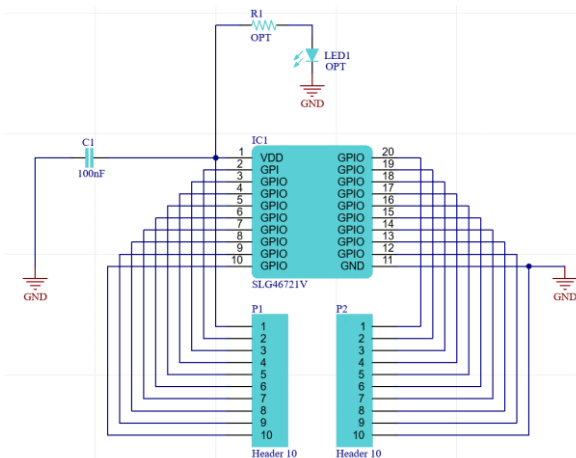 R1
OPT
LED1
OPT
GND
C1
100nF
IC1
1 VDD GPIO 20
2 GPI GPIO 19
3 GPIO GPIO 18
4 GPIO GPIO 17
5 GPIO GPIO 16
6 GPIO GPIO 15
7 GPIO GPIO 14
8 GPIO GPIO 13
9 GPIO GPIO 12
10 GPIO GND 11
SLG46721V
GND
GND
P1
1
2
3
4
5
6
7
8
9
10
Header 10
P2
1
2
3
4
5
6
7
8
9
10
Header 10